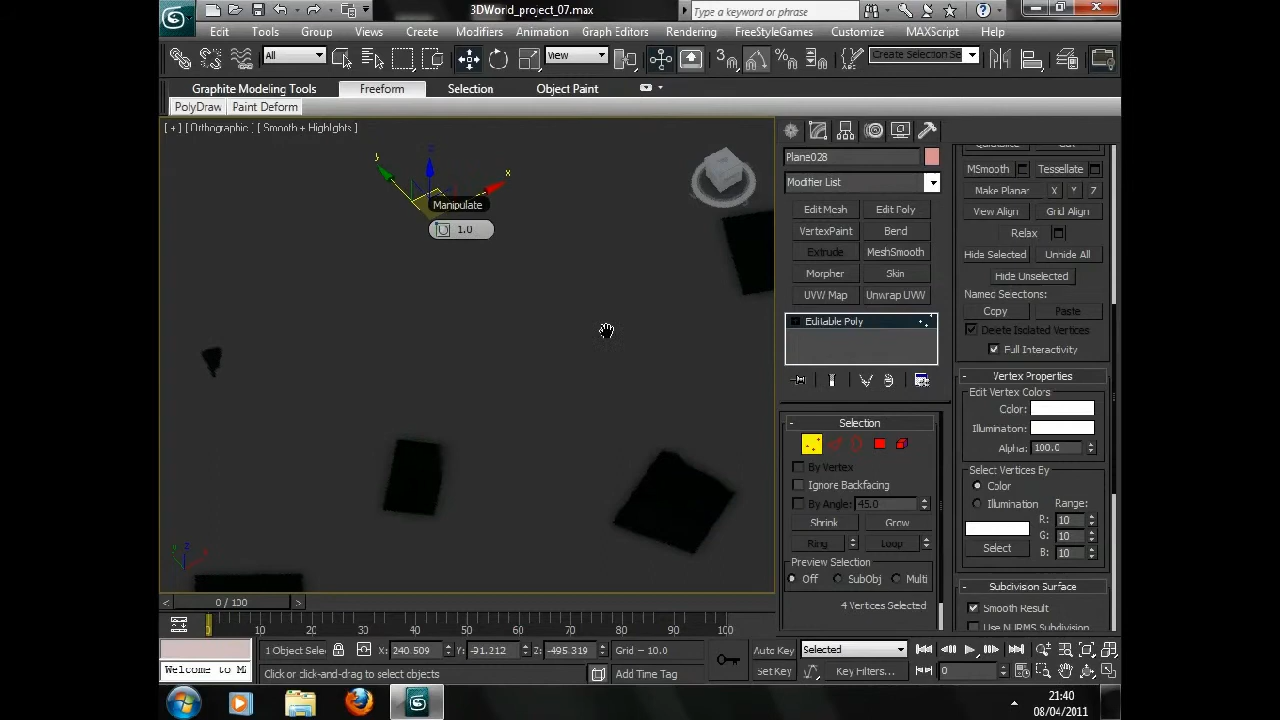 3DWorld_project_07.max
Type a keyword or phrase
Edit Tools Group Views Create Modifiers Animation Graph Editors Rendering FreeStyleGames Customize MAXScript Help
All View Create Selection Se
Graphite Modeling Tools Freeform Selection Object Paint
PolyDraw Paint Deform
[ + ] [ Orthographic ] [ Smooth + Highlights ]
y z x
Manipulate
1.0
Plane028
Modifier List
Edit Mesh Edit Poly
VertexPaint Bend
Extrude MeshSmooth
Morpher Skin
UVW Map Unwrap UVW
Editable Poly
Selection
By Vertex
Ignore Backfacing
By Angle: 45.0
Shrink Grow
Ring Loop
Preview Selection
Off SubObj Multi
4 Vertices Selected
QuickSlice Cut
MSmooth Tessellate
Make Planar X Y Z
View Align Grid Align
Relax
Hide Selected Unhide All
Hide Unselected
Named Selections:
Copy Paste
Delete Isolated Vertices
Full Interactivity
Vertex Properties
Edit Vertex Colors
Color:
Illumination:
Alpha: 100.0
Select Vertices By
Color
Illumination Range:
R: 10
G: 10
Select B: 10
Subdivision Surface
Smooth Result
Use NURMS Subdivision
0 / 100
0 10 20 30 40 50 60 70 80 90 100
1 Object Sele X: 240.509 Y: -91.212 Z: -495.319 Grid = 10.0 Auto Key Selected
Welcome to M Click or click-and-drag to select objects Add Time Tag Set Key Key Filters... 0
21:40
08/04/2011